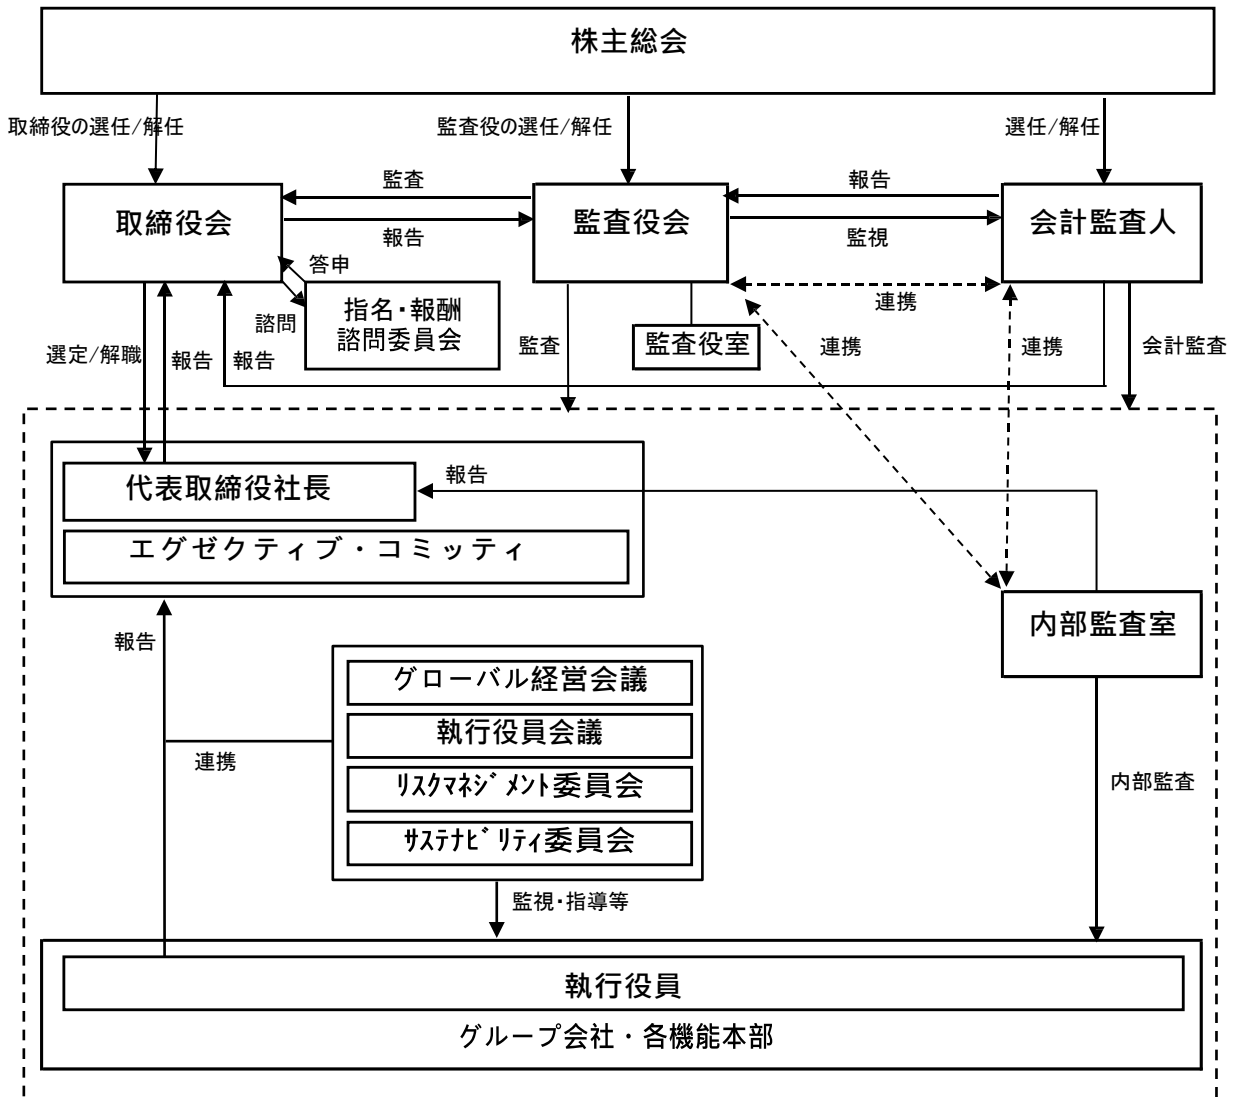 株主総会
取締役の選任/解任
監査役の選任/解任
選任/解任
監査
報告
取締役会
監査役会
会計監査人
報告
監視
答申
諮問
指名・報酬
諮問委員会
連携
監査役室
選定/解職
報告
報告
監査
連携
連携
会計監査
代表取締役社長
報告
エグゼクティブ・コミッティ
内部監査室
報告
グローバル経営会議
執行役員会議
ﾘｽｸﾏﾈｼﾞﾒﾝﾄ委員会
ｻｽﾃﾅﾋﾞﾘﾃｨ委員会
連携
内部監査
監視・指導等
執行役員
グループ会社・各機能本部